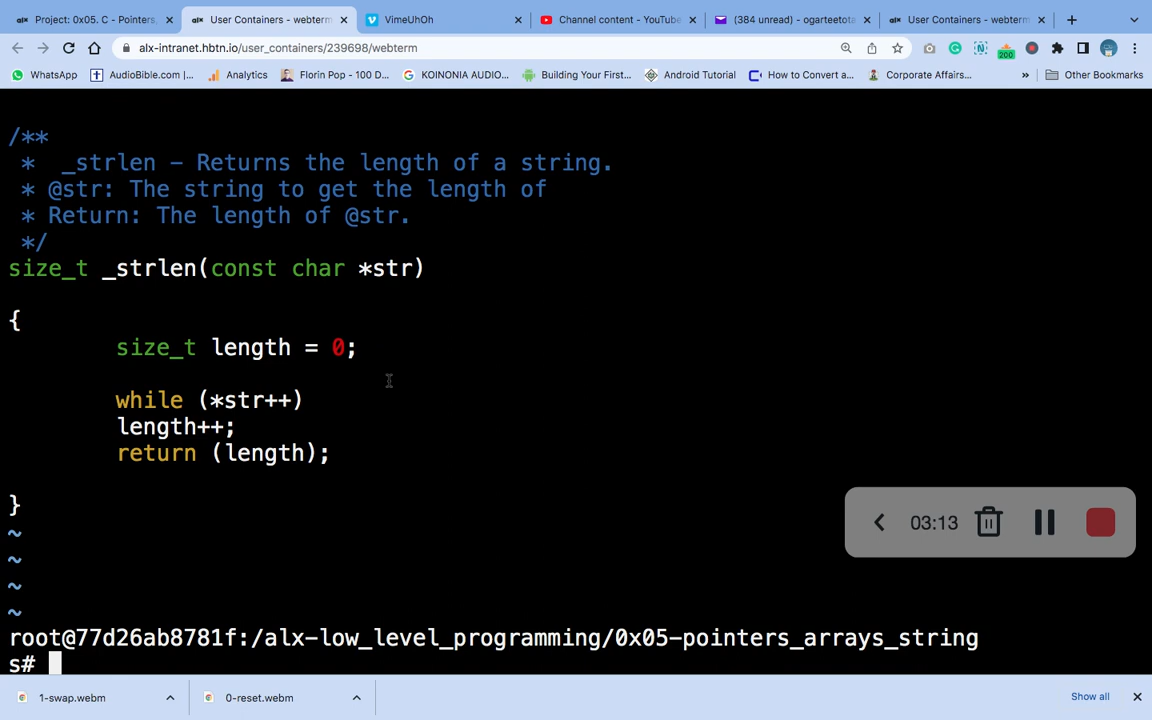 Project: 0x05. C - Pointers,
User Containers - webterm
VimeUhOh
Channel content - YouTube
(384 unread) - ogarteetota
User Containers - webterm
alx-intranet.hbtn.io/user_containers/239698/webterm
200
WhatsApp
AudioBible.com |...
Analytics
Florin Pop - 100 D...
KOINONIA AUDIO...
Building Your First...
Android Tutorial
How to Convert a...
Corporate Affairs...
»
Other Bookmarks
/**
 *  _strlen - Returns the length of a string.
 * @str: The string to get the length of
 * Return: The length of @str.
 */
size_t _strlen(const char *str)
{
size_t length = 0;
while (*str++)
length++;
return (length);
}
~
~
~
~
root@77d26ab8781f:/alx-low_level_programming/0x05-pointers_arrays_string
s#
03:13
1-swap.webm
0-reset.webm
Show all